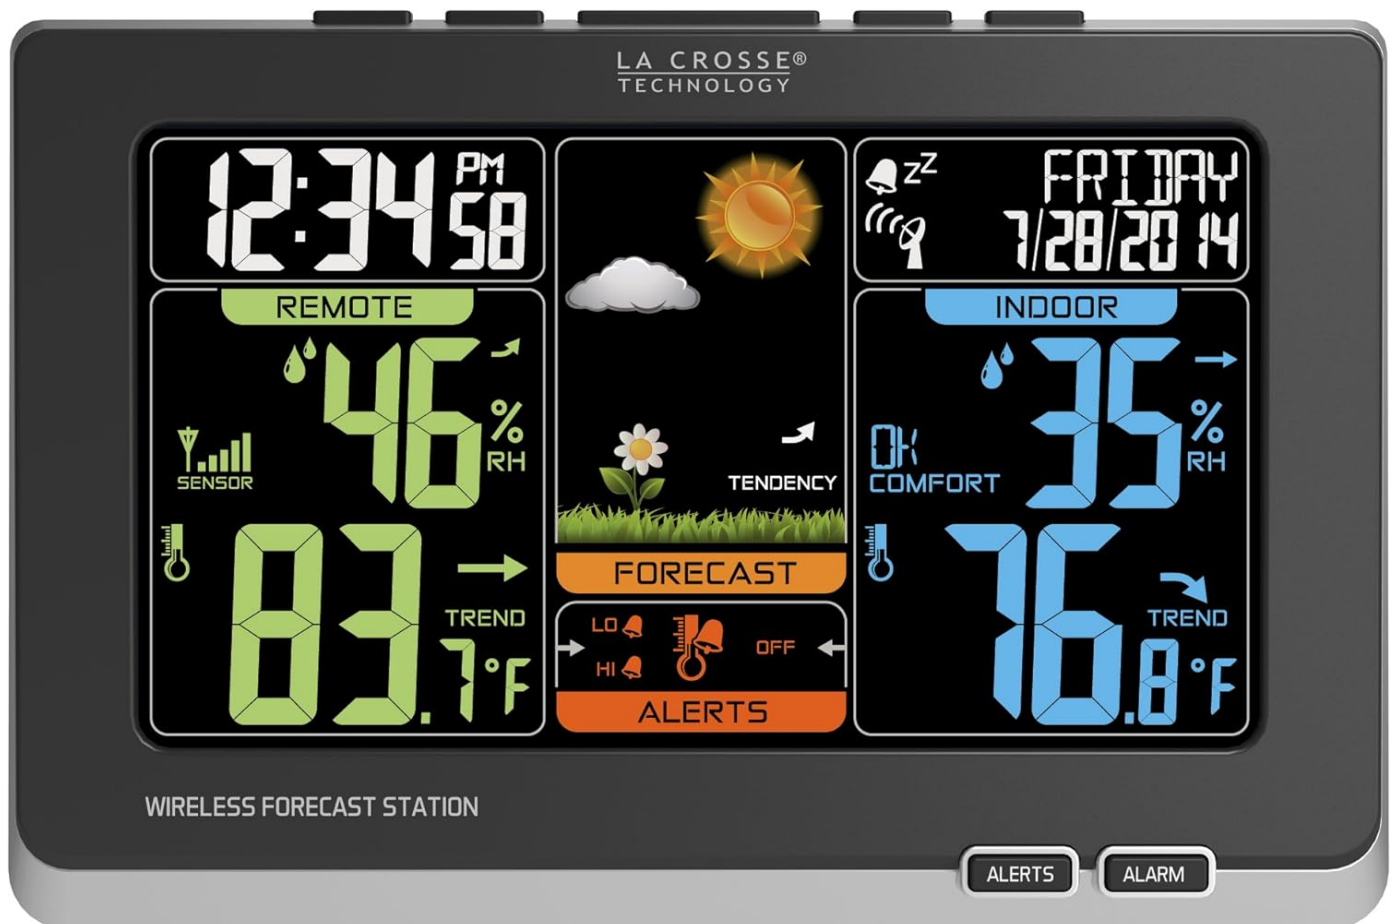 LA CROSSE®
TECHNOLOGY
12:34 PM 58
zZ
FRIDAY
7/28/2014
REMOTE
46 % RH
SENSOR
83.7 °F
TREND
TENDENCY
FORECAST
LO
HI
OFF
ALERTS
INDOOR
35 % RH
OK
COMFORT
76.8 °F
TREND
WIRELESS FORECAST STATION
ALERTS
ALARM